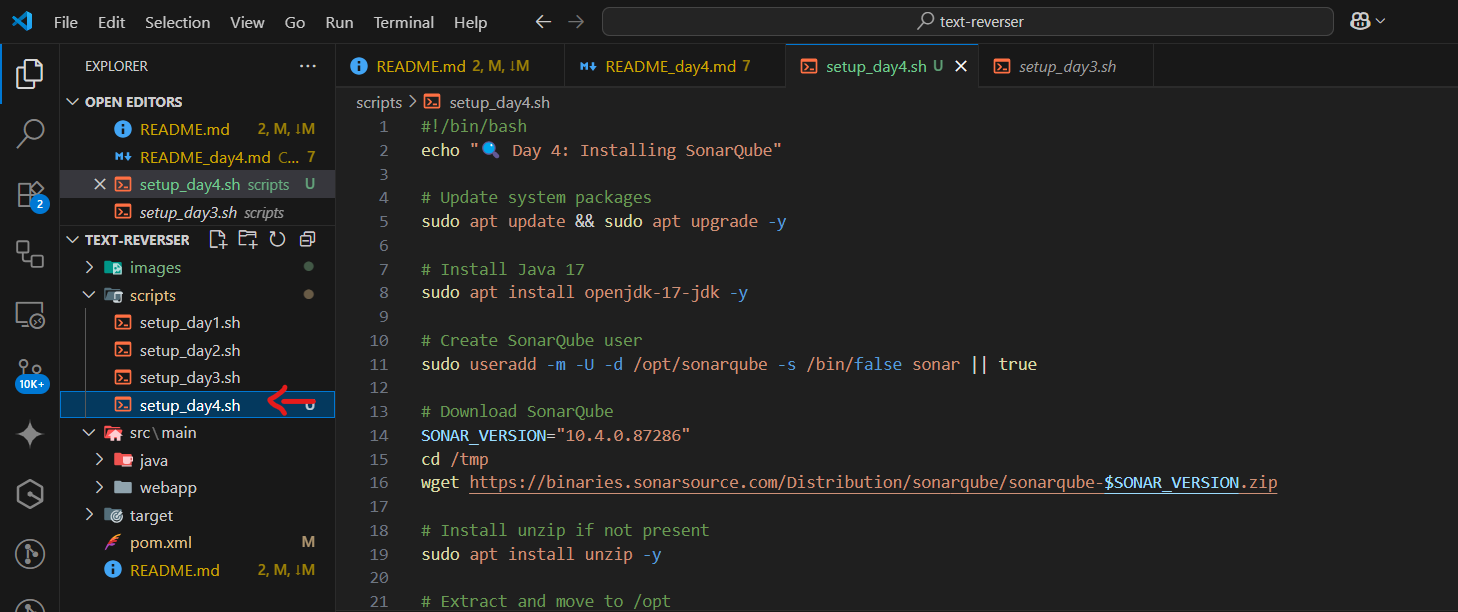 File Edit Selection View Go Run Terminal Help
text-reverser
EXPLORER
OPEN EDITORS
README.md 2, M, ↓M
README_day4.md C... 7
setup_day4.sh scripts U
setup_day3.sh scripts
TEXT-REVERSER
images
scripts
setup_day1.sh
setup_day2.sh
setup_day3.sh
setup_day4.sh U
src\main
java
webapp
target
pom.xml M
README.md 2, M, ↓M
2
10K+
README.md 2, M, ↓M
README_day4.md 7
setup_day4.sh U
setup_day3.sh
scripts > setup_day4.sh
1 #!/bin/bash
2 echo "🔍 Day 4: Installing SonarQube"
3
4 # Update system packages
5 sudo apt update && sudo apt upgrade -y
6
7 # Install Java 17
8 sudo apt install openjdk-17-jdk -y
9
10 # Create SonarQube user
11 sudo useradd -m -U -d /opt/sonarqube -s /bin/false sonar || true
12
13 # Download SonarQube
14 SONAR_VERSION="10.4.0.87286"
15 cd /tmp
16 wget https://binaries.sonarsource.com/Distribution/sonarqube/sonarqube-$SONAR_VERSION.zip
17
18 # Install unzip if not present
19 sudo apt install unzip -y
20
21 # Extract and move to /opt